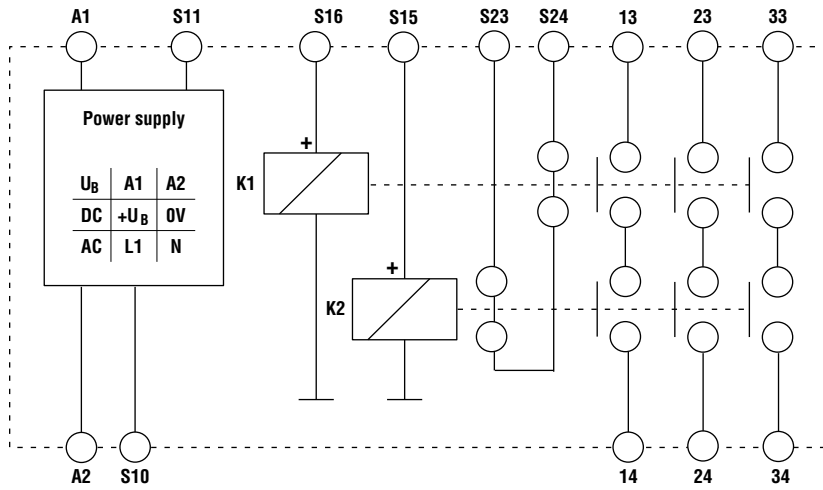 A1 S11 S16 S15 S23 S24 13 23 33
Power supply
+
K1
UB A1 A2
DC +UB 0V
AC L1 N
+
K2
A2 S10 14 24 34